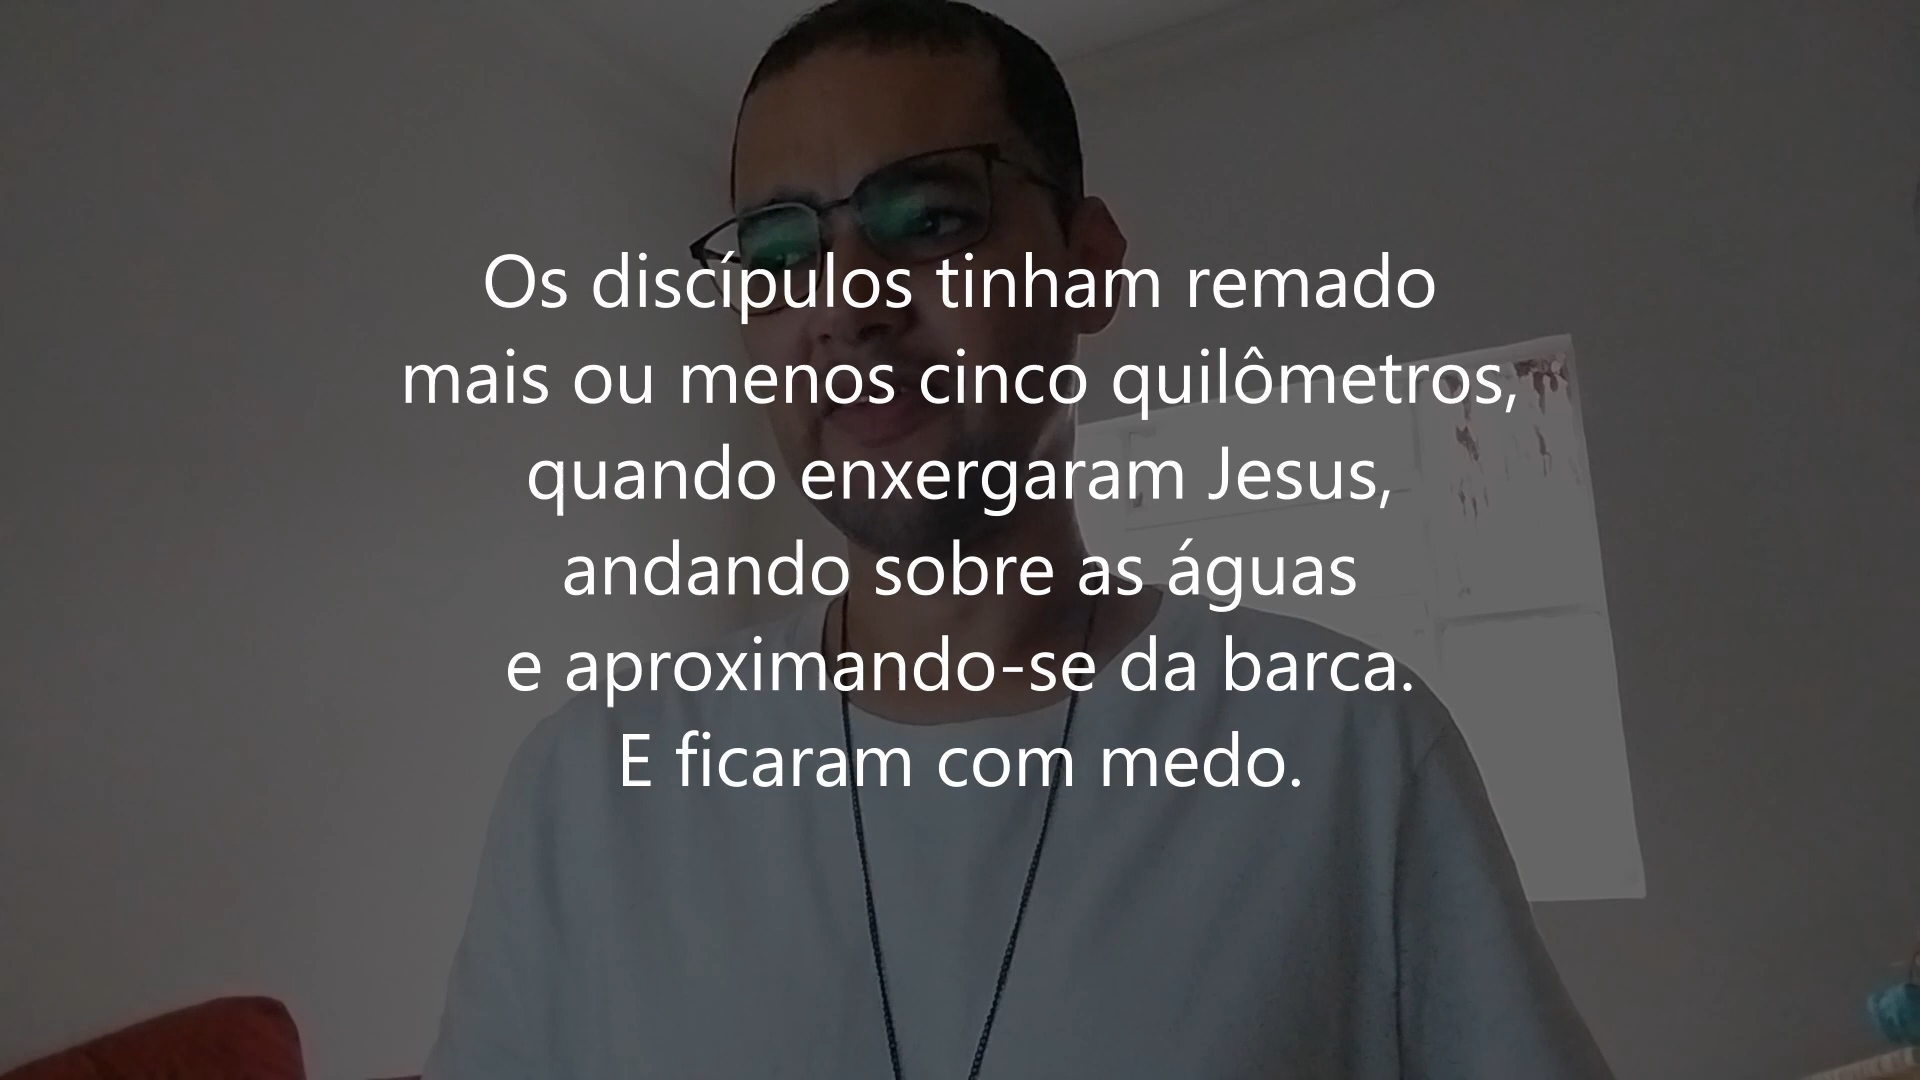 Os discípulos tinham remado
mais ou menos cinco quilômetros,
quando enxergaram Jesus,
andando sobre as águas
e aproximando-se da barca.
E ficaram com medo.